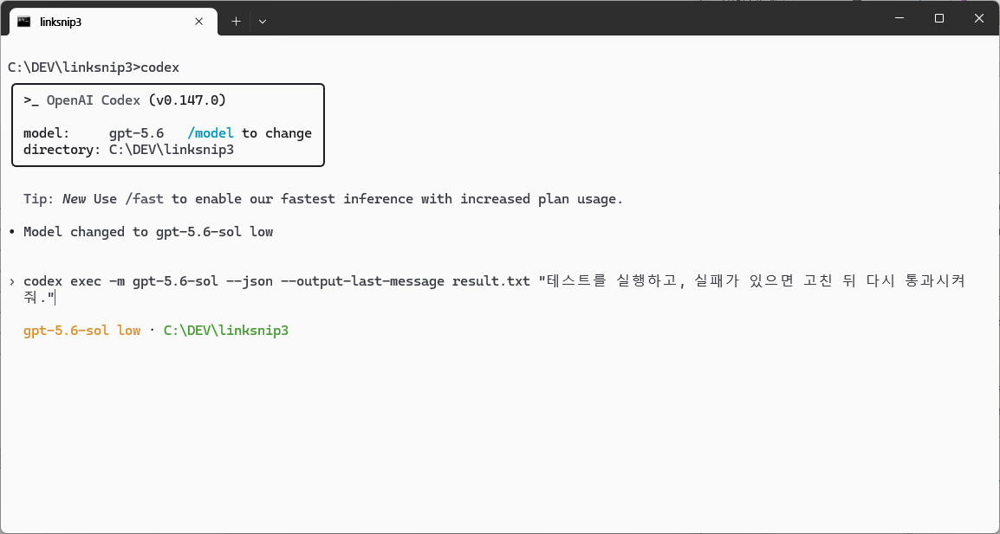 linksnip3
C:\DEV\linksnip3>codex
>_ OpenAI Codex (v0.147.0)
model: gpt-5.6 /model to change
directory: C:\DEV\linksnip3
Tip: New Use /fast to enable our fastest inference with increased plan usage.
• Model changed to gpt-5.6-sol low
› codex exec -m gpt-5.6-sol --json --output-last-message result.txt "테스트를 실행하고, 실패가 있으면 고친 뒤 다시 통과시켜
줘."
gpt-5.6-sol low · C:\DEV\linksnip3